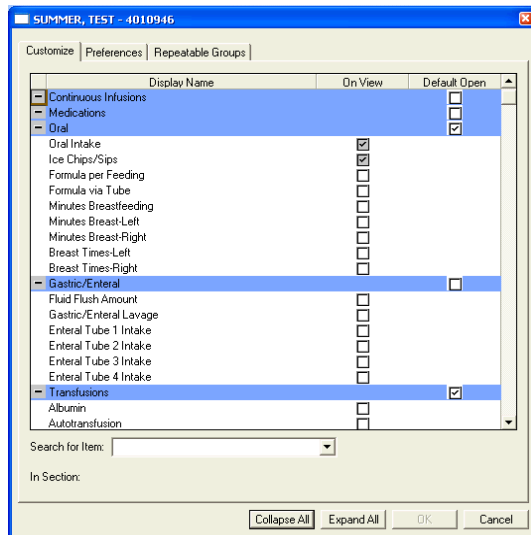 SUMMER, TEST - 4010946
Customize Preferences Repeatable Groups
Display Name On View Default Open
Continuous Infusions
Medications
Oral
Oral Intake
Ice Chips/Sips
Formula per Feeding
Formula via Tube
Minutes Breastfeeding
Minutes Breast-Left
Minutes Breast-Right
Breast Times-Left
Breast Times-Right
Gastric/Enteral
Fluid Flush Amount
Gastric/Enteral Lavage
Enteral Tube 1 Intake
Enteral Tube 2 Intake
Enteral Tube 3 Intake
Enteral Tube 4 Intake
Transfusions
Albumin
Autotransfusion
Search for Item:
In Section:
Collapse All Expand All OK Cancel